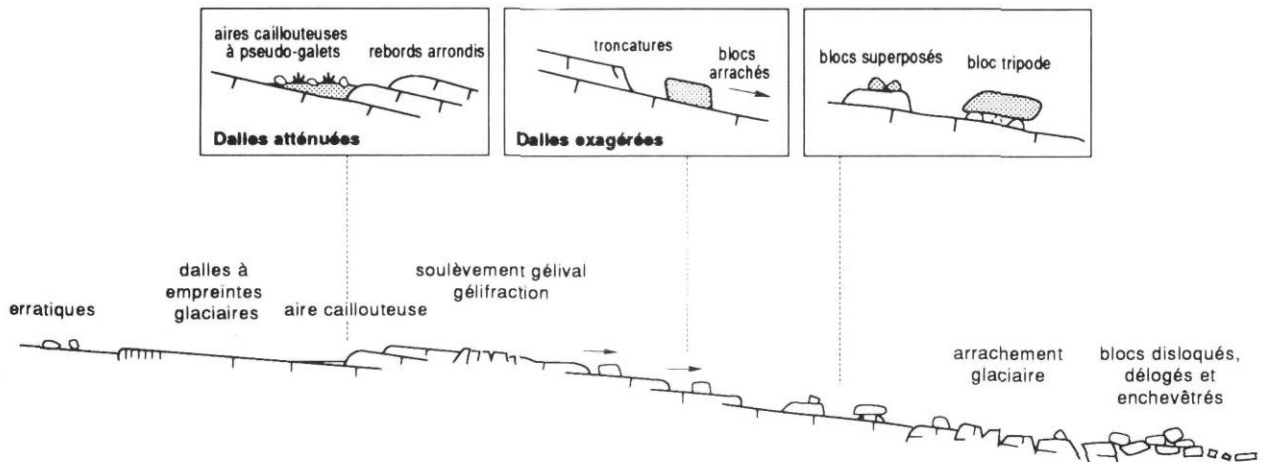 aires caillouteuses
à pseudo-galets
rebords arrondis
Dalles atténuées
troncatures
blocs
arrachés
Dalles exagérées
blocs superposés
bloc tripode
erratiques
dalles à
empreintes
glaciaires
aire caillouteuse
soulèvement gélival
gélifraction
arrachement
glaciaire
blocs disloqués,
délogés et
enchevêtrés